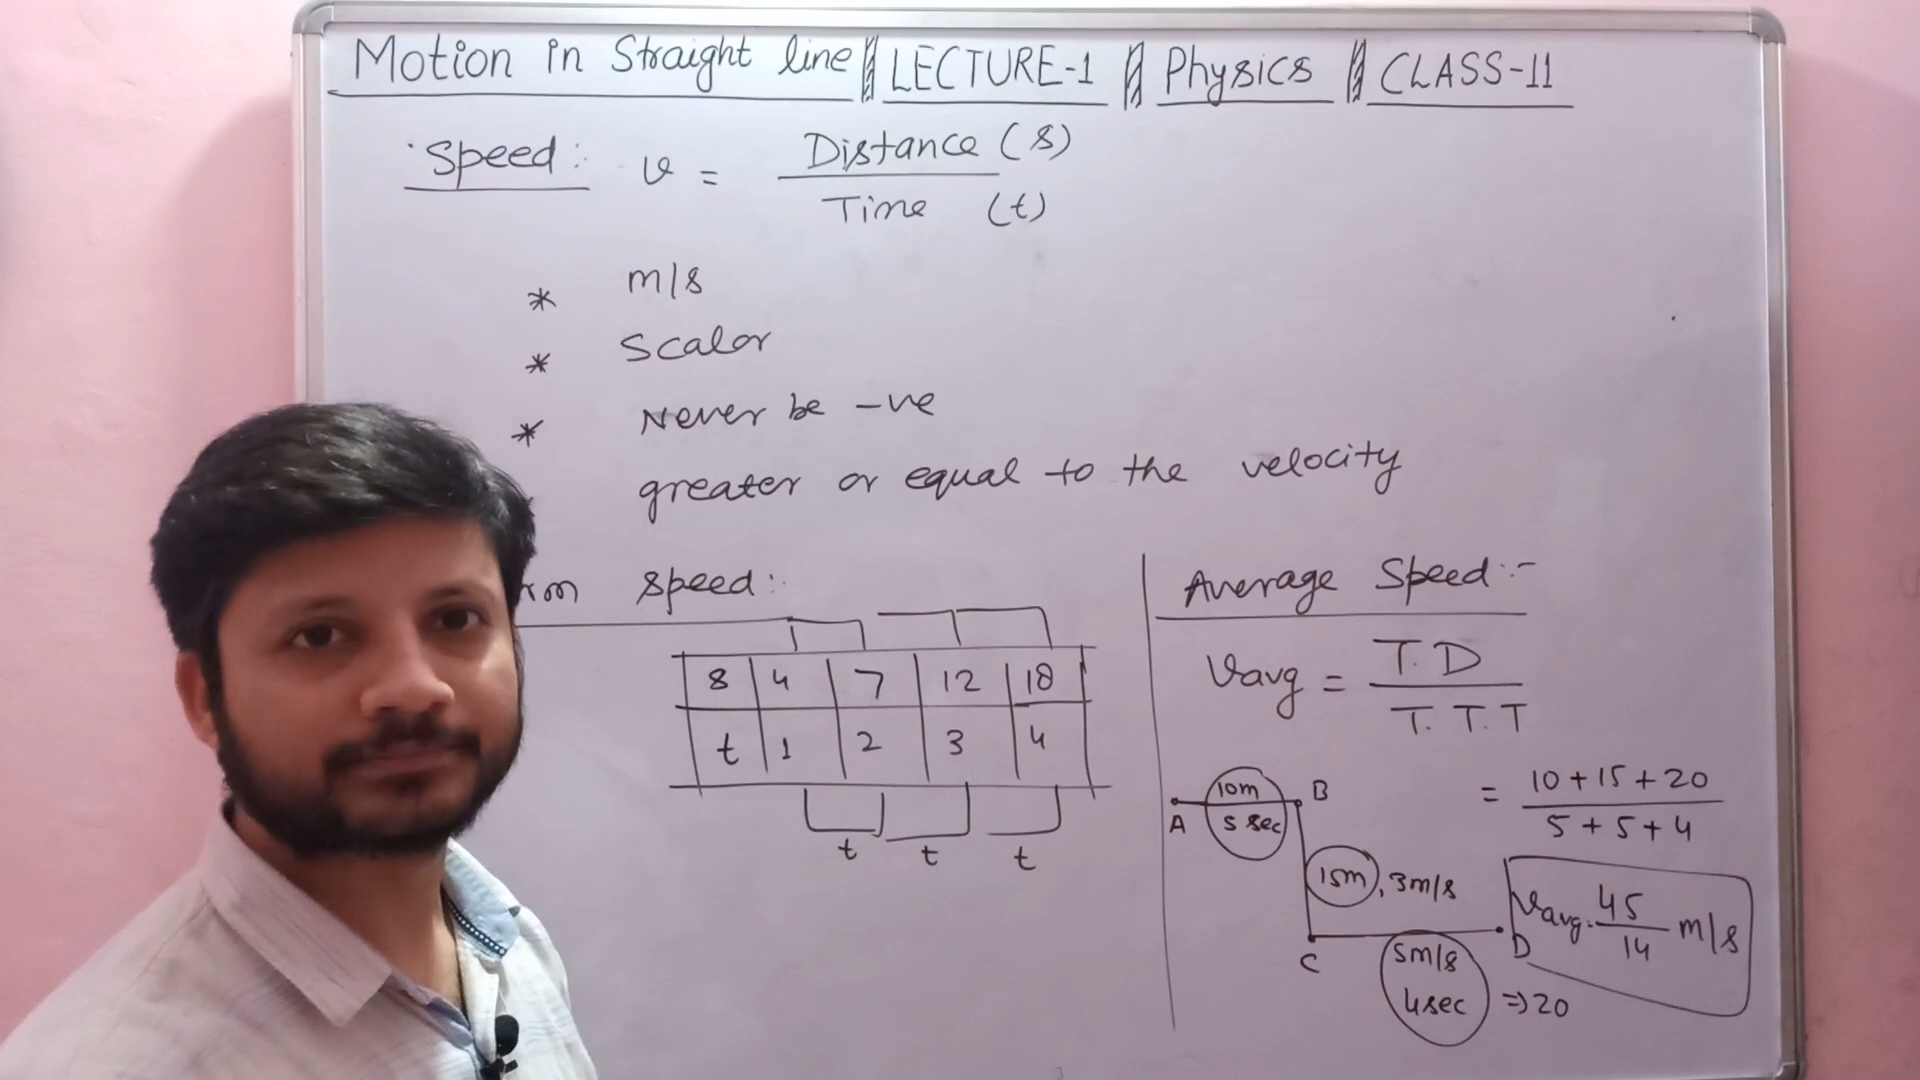 Motion in Straight line || LECTURE-1 || Physics || CLASS-11
Speed: v = Distance (s)
Time (t)
* m/s
* Scalor
* Never be -ve
greater or equal to the velocity
speed:
Average Speed:-
s 4 7 12 18
t 1 2 3 4
t t t
Vavg = T.D
T.T.T
= 10+15+20
5+5+4
10m
5 sec
A
B
15m, 3m/s
C
D
5m/s
4sec => 20
Vavg. 45 m/s
14